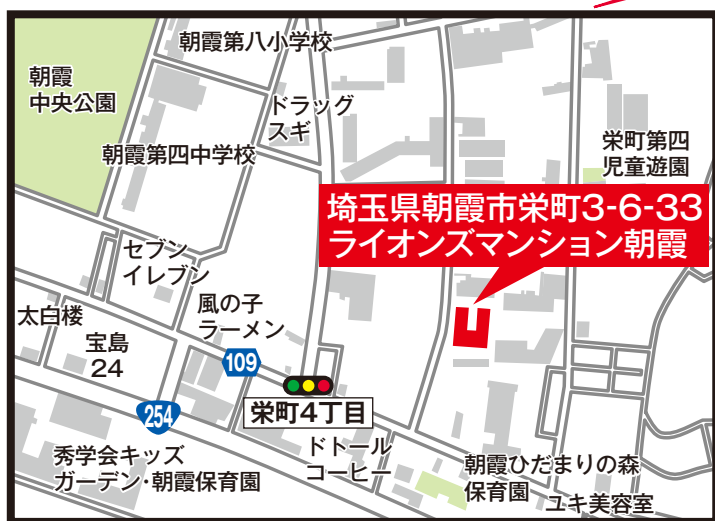 朝霞第八小学校
朝霞
中央公園
ドラッグ
スギ
朝霞第四中学校
栄町第四
児童遊園
埼玉県朝霞市栄町3-6-33
ライオンズマンション朝霞
セブン
イレブン
風の子
ラーメン
太白楼
宝島
24
109
254
栄町4丁目
ドトール
コーヒー
秀学会キッズ
ガーデン・朝霞保育園
朝霞ひだまりの森
保育園
ユキ美容室